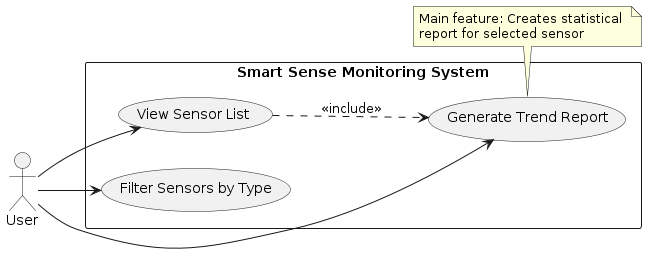 Main feature: Creates statistical
report for selected sensor
Smart Sense Monitoring System
View Sensor List
«include»
Generate Trend Report
Filter Sensors by Type
User